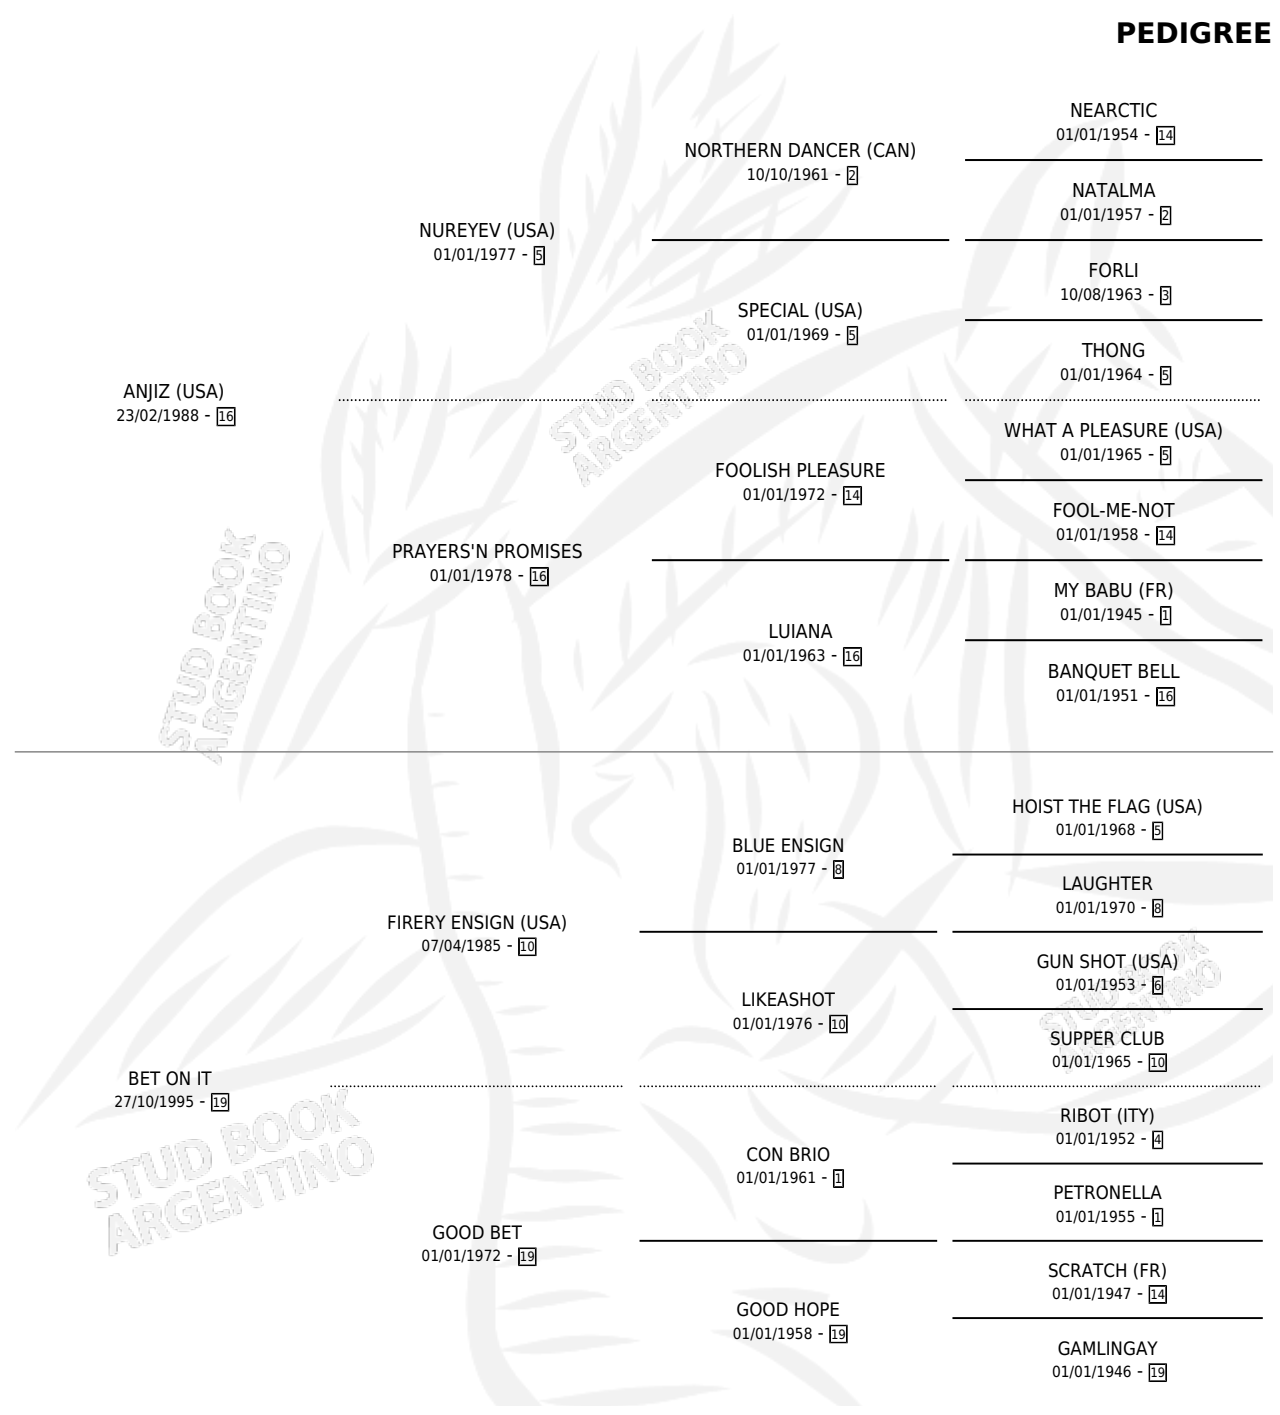 PEDIGREE
NEARCTIC
01/01/1954 - 14
NORTHERN DANCER (CAN)
10/10/1961 - 2
NATALMA
01/01/1957 - 2
NUREYEV (USA)
01/01/1977 - 5
FORLI
10/08/1963 - 3
SPECIAL (USA)
01/01/1969 - 5
THONG
01/01/1964 - 5
ANJIZ (USA)
23/02/1988 - 16
STUD BOOK
ARGENTINO
WHAT A PLEASURE (USA)
01/01/1965 - 5
FOOLISH PLEASURE
01/01/1972 - 14
FOOL-ME-NOT
01/01/1958 - 14
PRAYERS'N PROMISES
01/01/1978 - 16
MY BABU (FR)
01/01/1945 - 1
LUIANA
01/01/1963 - 16
BANQUET BELL
01/01/1951 - 16
STUD BOOK
ARGENTINO
HOIST THE FLAG (USA)
01/01/1968 - 5
BLUE ENSIGN
01/01/1977 - 8
LAUGHTER
01/01/1970 - 8
FIRERY ENSIGN (USA)
07/04/1985 - 10
GUN SHOT (USA)
01/01/1953 - 6
LIKEASHOT
01/01/1976 - 10
SUPPER CLUB
01/01/1965 - 10
STUD BOOK
ARGENTINO
BET ON IT
27/10/1995 - 19
RIBOT (ITY)
01/01/1952 - 4
CON BRIO
01/01/1961 - 1
PETRONELLA
01/01/1955 - 1
STUD BOOK
ARGENTINO
GOOD BET
01/01/1972 - 19
SCRATCH (FR)
01/01/1947 - 14
GOOD HOPE
01/01/1958 - 19
GAMLINGAY
01/01/1946 - 19